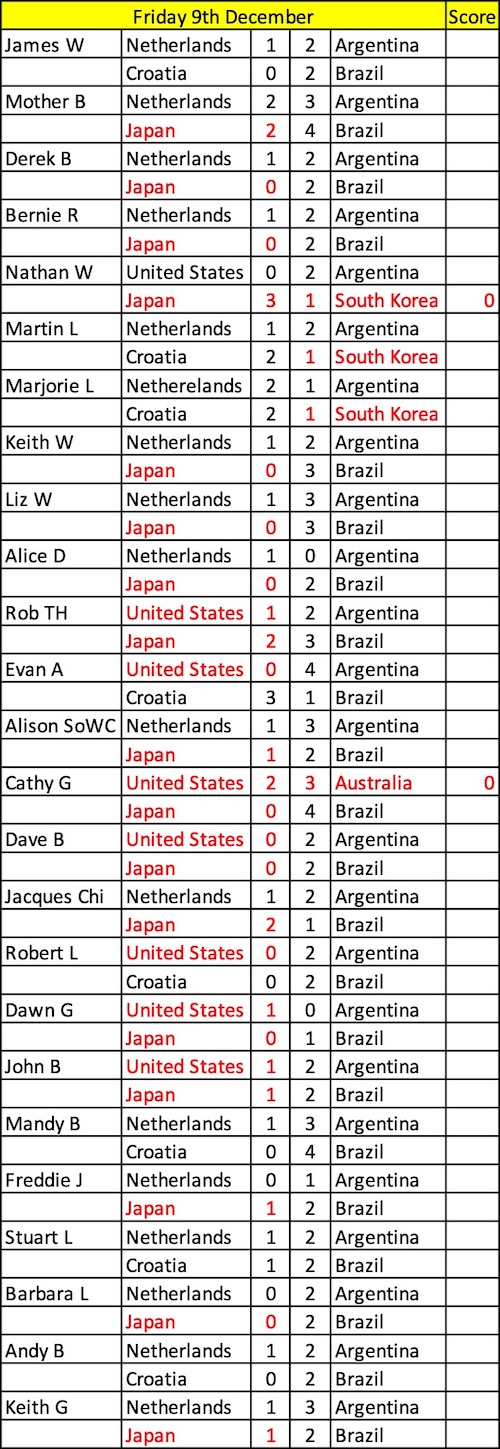 Friday 9th December Score
James W Netherlands 1 2 Argentina
Croatia 0 2 Brazil
Mother B Netherlands 2 3 Argentina
Japan 2 4 Brazil
Derek B Netherlands 1 2 Argentina
Japan 0 2 Brazil
Bernie R Netherlands 1 2 Argentina
Japan 0 2 Brazil
Nathan W United States 0 2 Argentina
Japan 3 1 South Korea 0
Martin L Netherlands 1 2 Argentina
Croatia 2 1 South Korea
Marjorie L Netherelands 2 1 Argentina
Croatia 2 1 South Korea
Keith W Netherlands 1 2 Argentina
Japan 0 3 Brazil
Liz W Netherlands 1 3 Argentina
Japan 0 3 Brazil
Alice D Netherlands 1 0 Argentina
Japan 0 2 Brazil
Rob TH United States 1 2 Argentina
Japan 2 3 Brazil
Evan A United States 0 4 Argentina
Croatia 3 1 Brazil
Alison SoWC Netherlands 1 3 Argentina
Japan 1 2 Brazil
Cathy G United States 2 3 Australia 0
Japan 0 4 Brazil
Dave B United States 0 2 Argentina
Japan 0 2 Brazil
Jacques Chi Netherlands 1 2 Argentina
Japan 2 1 Brazil
Robert L United States 0 2 Argentina
Croatia 0 2 Brazil
Dawn G United States 1 0 Argentina
Japan 0 1 Brazil
John B United States 1 2 Argentina
Japan 1 2 Brazil
Mandy B Netherlands 1 3 Argentina
Croatia 0 4 Brazil
Freddie J Netherlands 0 1 Argentina
Japan 1 2 Brazil
Stuart L Netherlands 1 2 Argentina
Croatia 1 2 Brazil
Barbara L Netherlands 0 2 Argentina
Japan 0 2 Brazil
Andy B Netherlands 1 2 Argentina
Croatia 0 2 Brazil
Keith G Netherlands 1 3 Argentina
Japan 1 2 Brazil